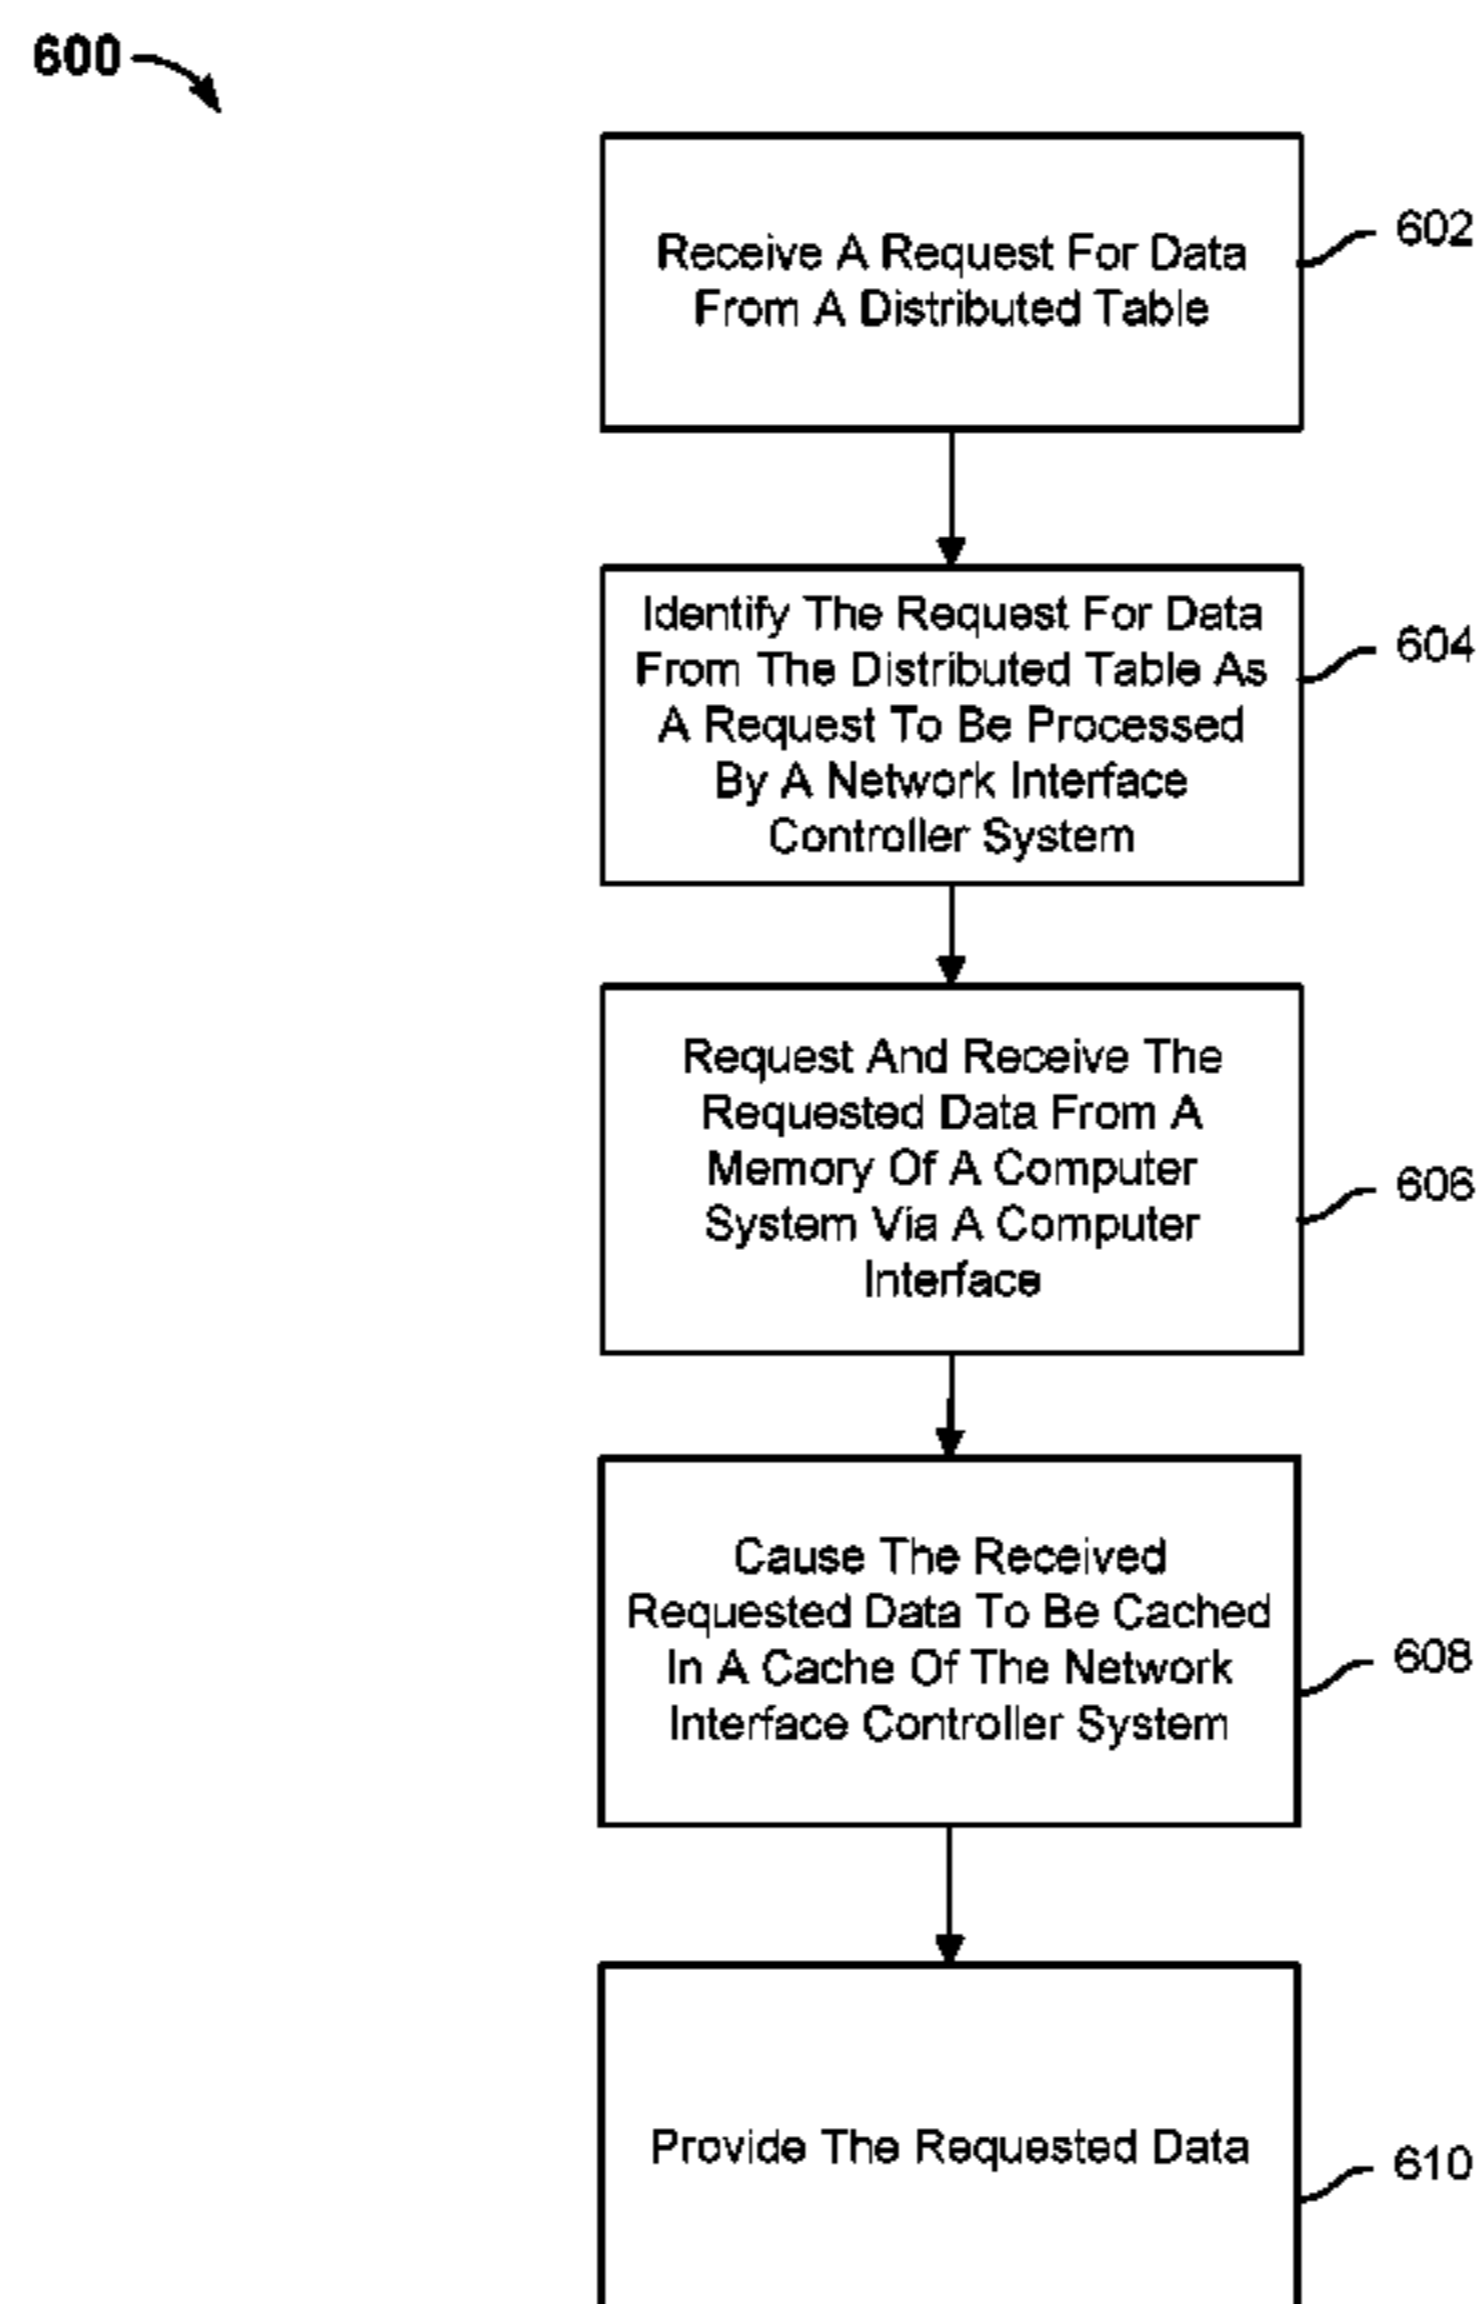 600
Receive A Request For Data
From A Distributed Table
602
Identify The Request For Data
From The Distributed Table As
A Request To Be Processed
By A Network Interface
Controller System
604
Request And Receive The
Requested Data From A
Memory Of A Computer
System Via A Computer
Interface
606
Cause The Received
Requested Data To Be Cached
In A Cache Of The Network
Interface Controller System
608
Provide The Requested Data
610